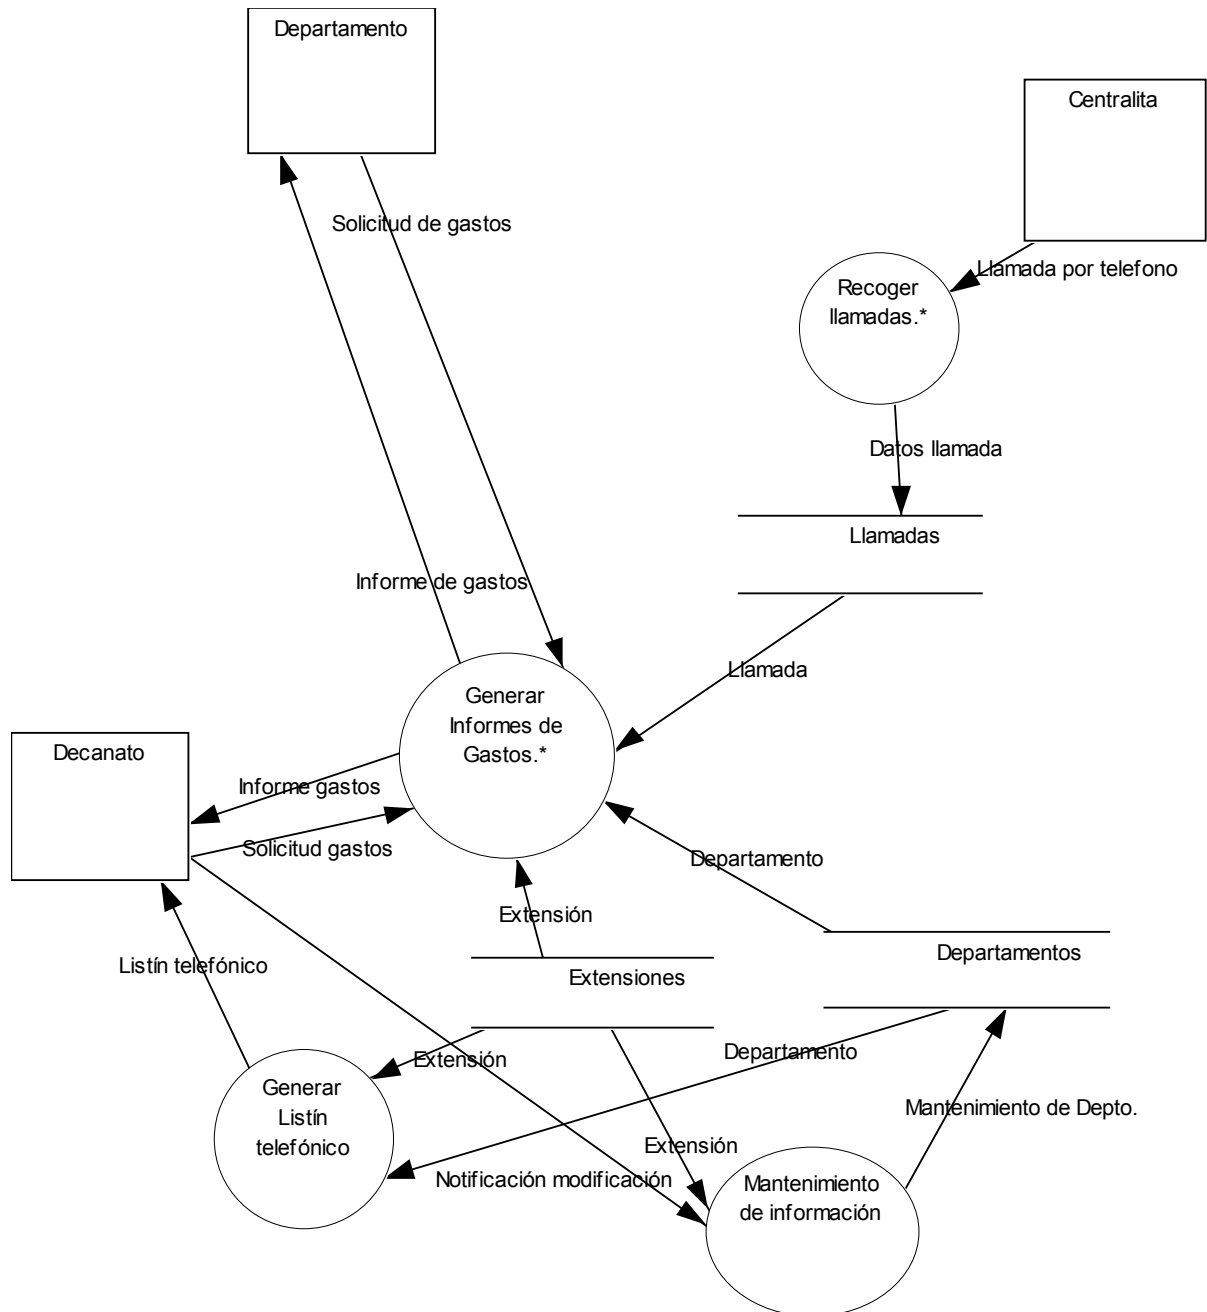 Departamento
Centralita
Solicitud de gastos
Llamada por telefono
Recoger
llamadas.*
Datos llamada
Llamadas
Informe de gastos
Llamada
Generar
Informes de
Gastos.*
Decanato
Informe gastos
Solicitud gastos
Departamento
Extensión
Departamentos
Listín telefónico
Extensiones
Departamento
Extensión
Generar
Listín
telefónico
Mantenimiento de Depto.
Extensión
Notificación modificación
Mantenimiento
de información